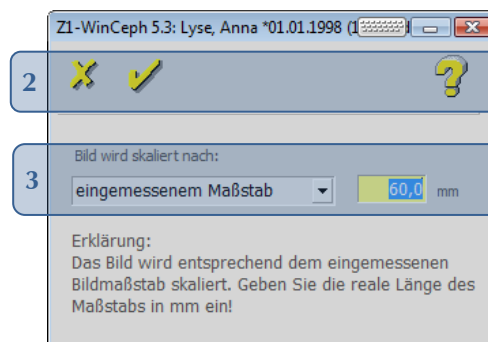 Z1-WinCeph 5.3: Lyse, Anna *01.01.1998 (1
2
3
Bild wird skaliert nach:
eingemessenem Maßstab 60,0 mm
Erklärung:
Das Bild wird entsprechend dem eingemessenen
Bildmaßstab skaliert. Geben Sie die reale Länge des
Maßstabs in mm ein!